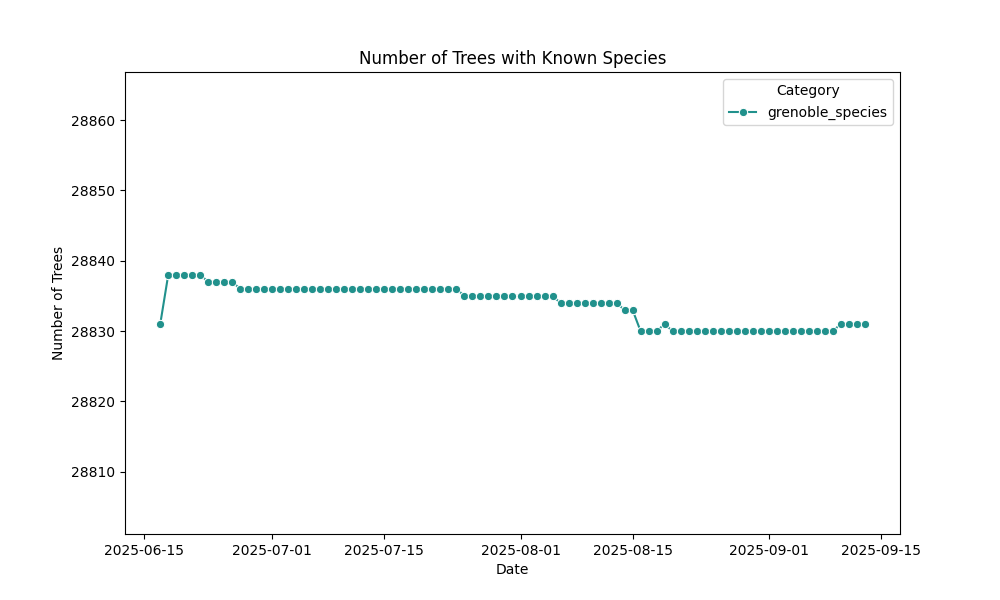 Number of Trees with Known Species
Category
grenoble_species
Number of Trees
28860
28850
28840
28830
28820
28810
2025-06-15
2025-07-01
2025-07-15
2025-08-01
2025-08-15
2025-09-01
2025-09-15
Date